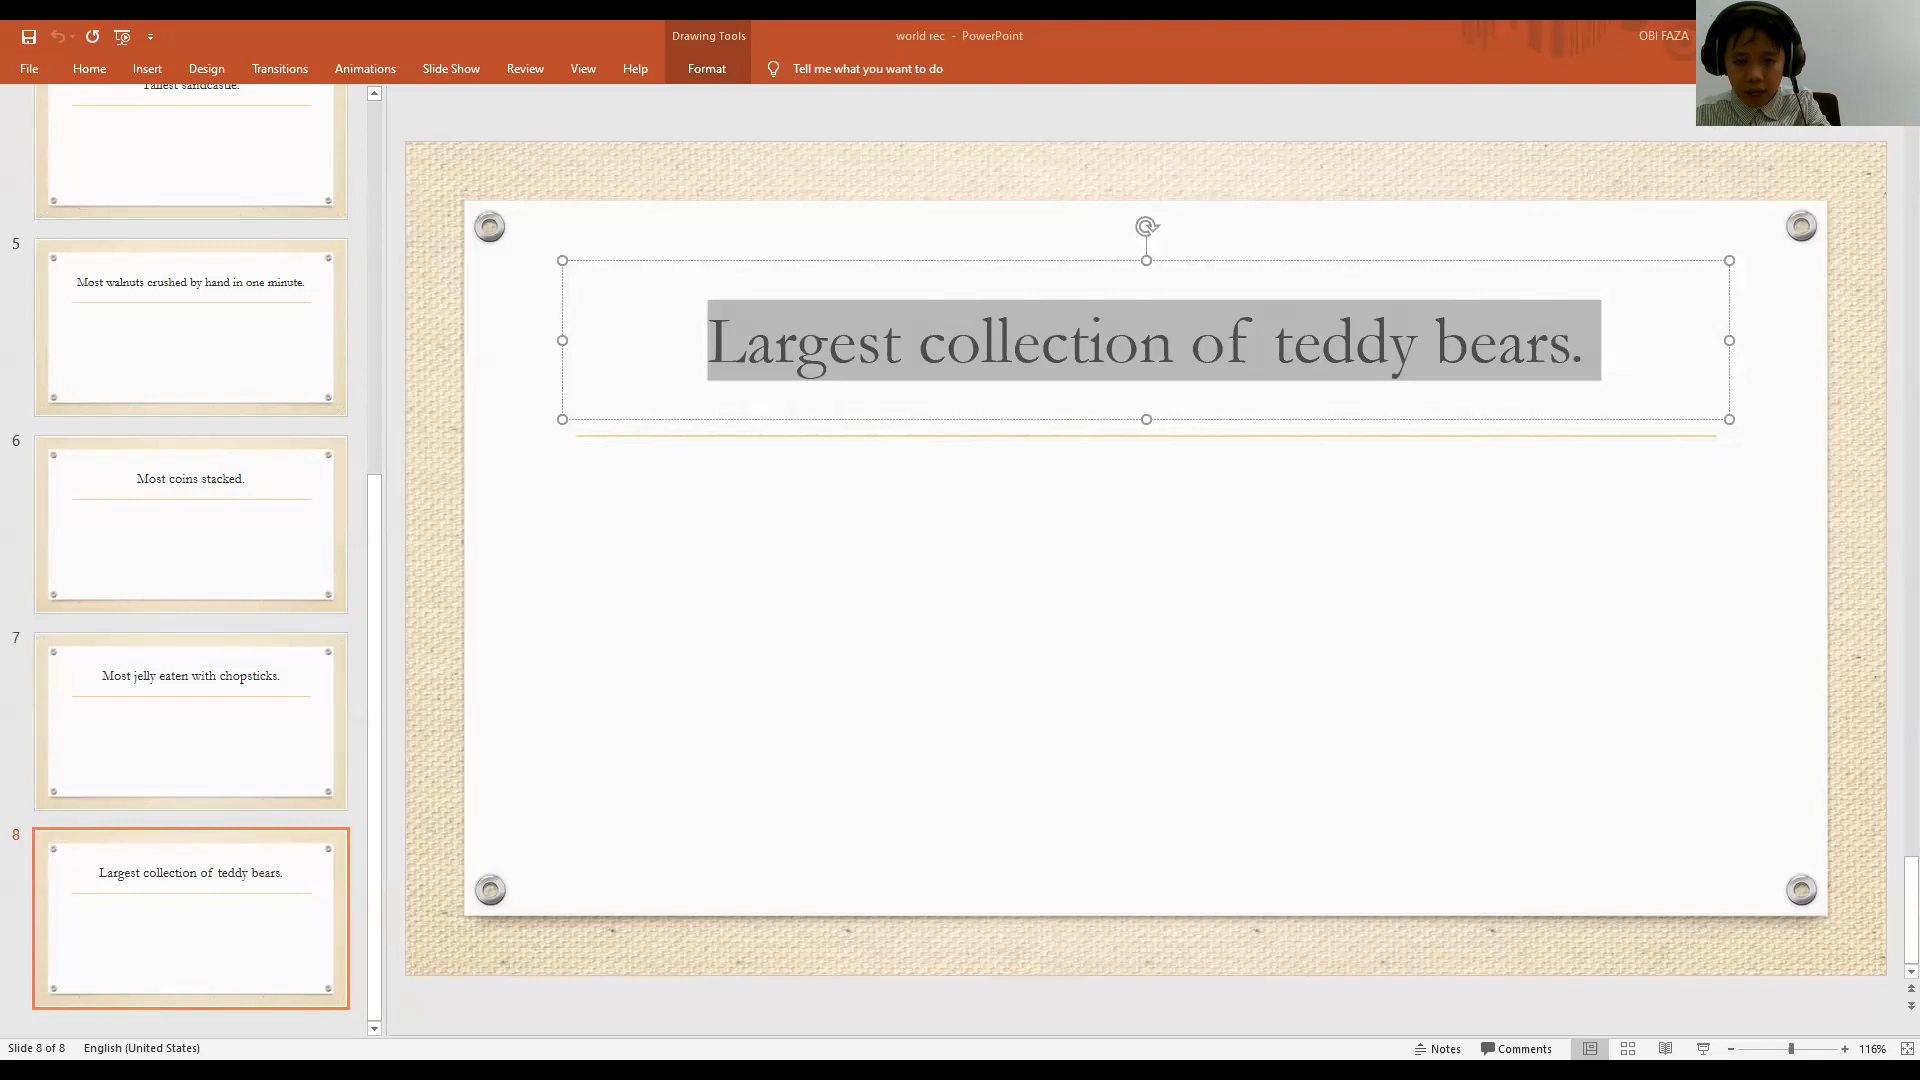 world rec - PowerPoint
Drawing Tools
OBI FAZA
File Home Insert Design Transitions Animations Slide Show Review View Help Format Tell me what you want to do
Tallest sandcastle.
5
Most walnuts crushed by hand in one minute.
6
Most coins stacked.
7
Most jelly eaten with chopsticks.
8
Largest collection of teddy bears.
Largest collection of teddy bears.
Slide 8 of 8 English (United States) Notes Comments 116%